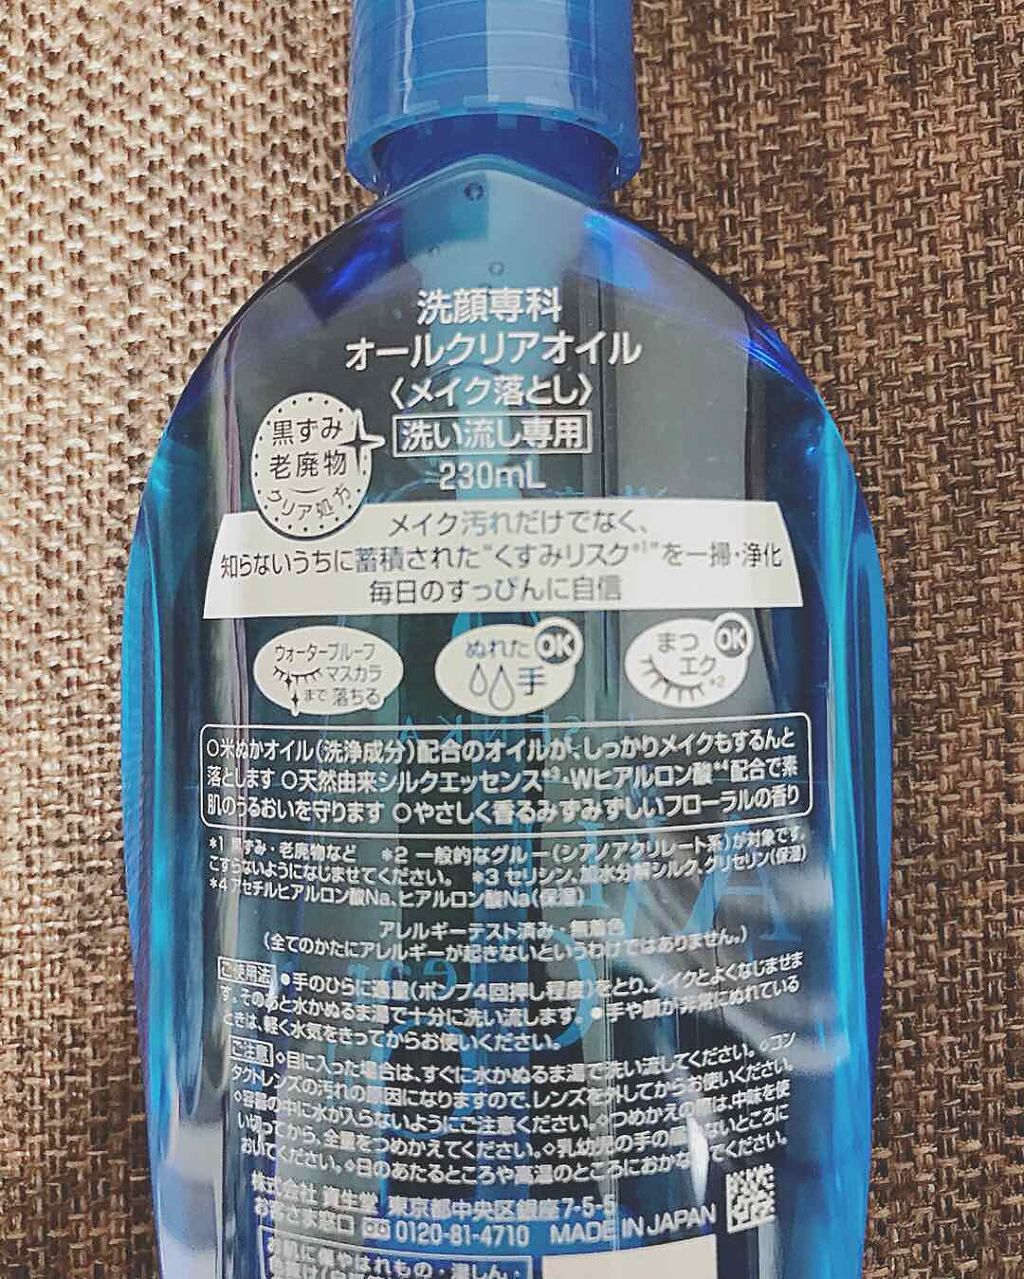 洗顔専科
オールクリアオイル
〈メイク落とし〉
洗い流し専用
230mL
黒ずみ
老廃物
クリア処方
メイク汚れだけでなく、
知らないうちに蓄積された“くすみリスク*1”を一掃・浄化
毎日のすっぴんに自信
ウォータープルーフ
マスカラ
まで 落ちる
ぬれた
手
OK
まつ
エク*2
OK
○米ぬかオイル(洗浄成分)配合のオイルが、しっかりメイクもするんと
落とします ○天然由来シルクエッセンス*3・Wヒアルロン酸*4配合で素
肌のうるおいを守ります ○やさしく香るみずみずしいフローラルの香り
*1 黒ずみ・老廃物など *2 一般的なグルー(シアノアクリレート系)が対象です。
こすらないようになじませてください。 *3 セリシン、加水分解シルク、グリセリン(保湿)
*4 アセチルヒアルロン酸Na、ヒアルロン酸Na(保湿)
アレルギーテスト済み・無着色
(全てのかたにアレルギーが起きないというわけではありません。)
ご使用法 ●手のひらに適量(ポンプ4回押し程度)をとり、メイクとよくなじませま
す。そのあと水かぬるま湯で十分に洗い流します。●手や顔が非常にぬれている
ときは、軽く水気をきってからお使いください。
ご注意 ◇目に入った場合は、すぐに水かぬるま湯で洗い流してください。◇コン
タクトレンズの汚れの原因になりますので、レンズを外してからお使いください。
◇容器の中に水が入らないようにご注意ください。◇つめかえの際は、中味を使
い切ってから、全量をつめかえてください。◇乳幼児の手の届かないところに
おいてください。◇日のあたるところや高温のところにおかないでください。
株式会社 資生堂 東京都中央区銀座7-5-5
お客さま窓口 0120-81-4710 MADE IN JAPAN
お肌に傷やはれもの・湿しん・